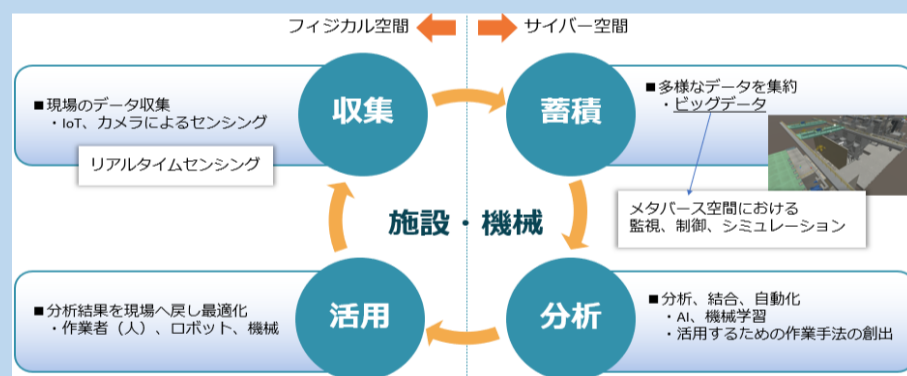 フィジカル空間
サイバー空間
■現場のデータ収集
・IoT、カメラによるセンシング
リアルタイムセンシング
収集
蓄積
■多様なデータを集約
・ビッグデータ
メタバース空間における
監視、制御、シミュレーション
施設・機械
■分析結果を現場へ戻し最適化
・作業者（人）、ロボット、機械
活用
分析
■分析、結合、自動化
・AI、機械学習
・活用するための作業手法の創出